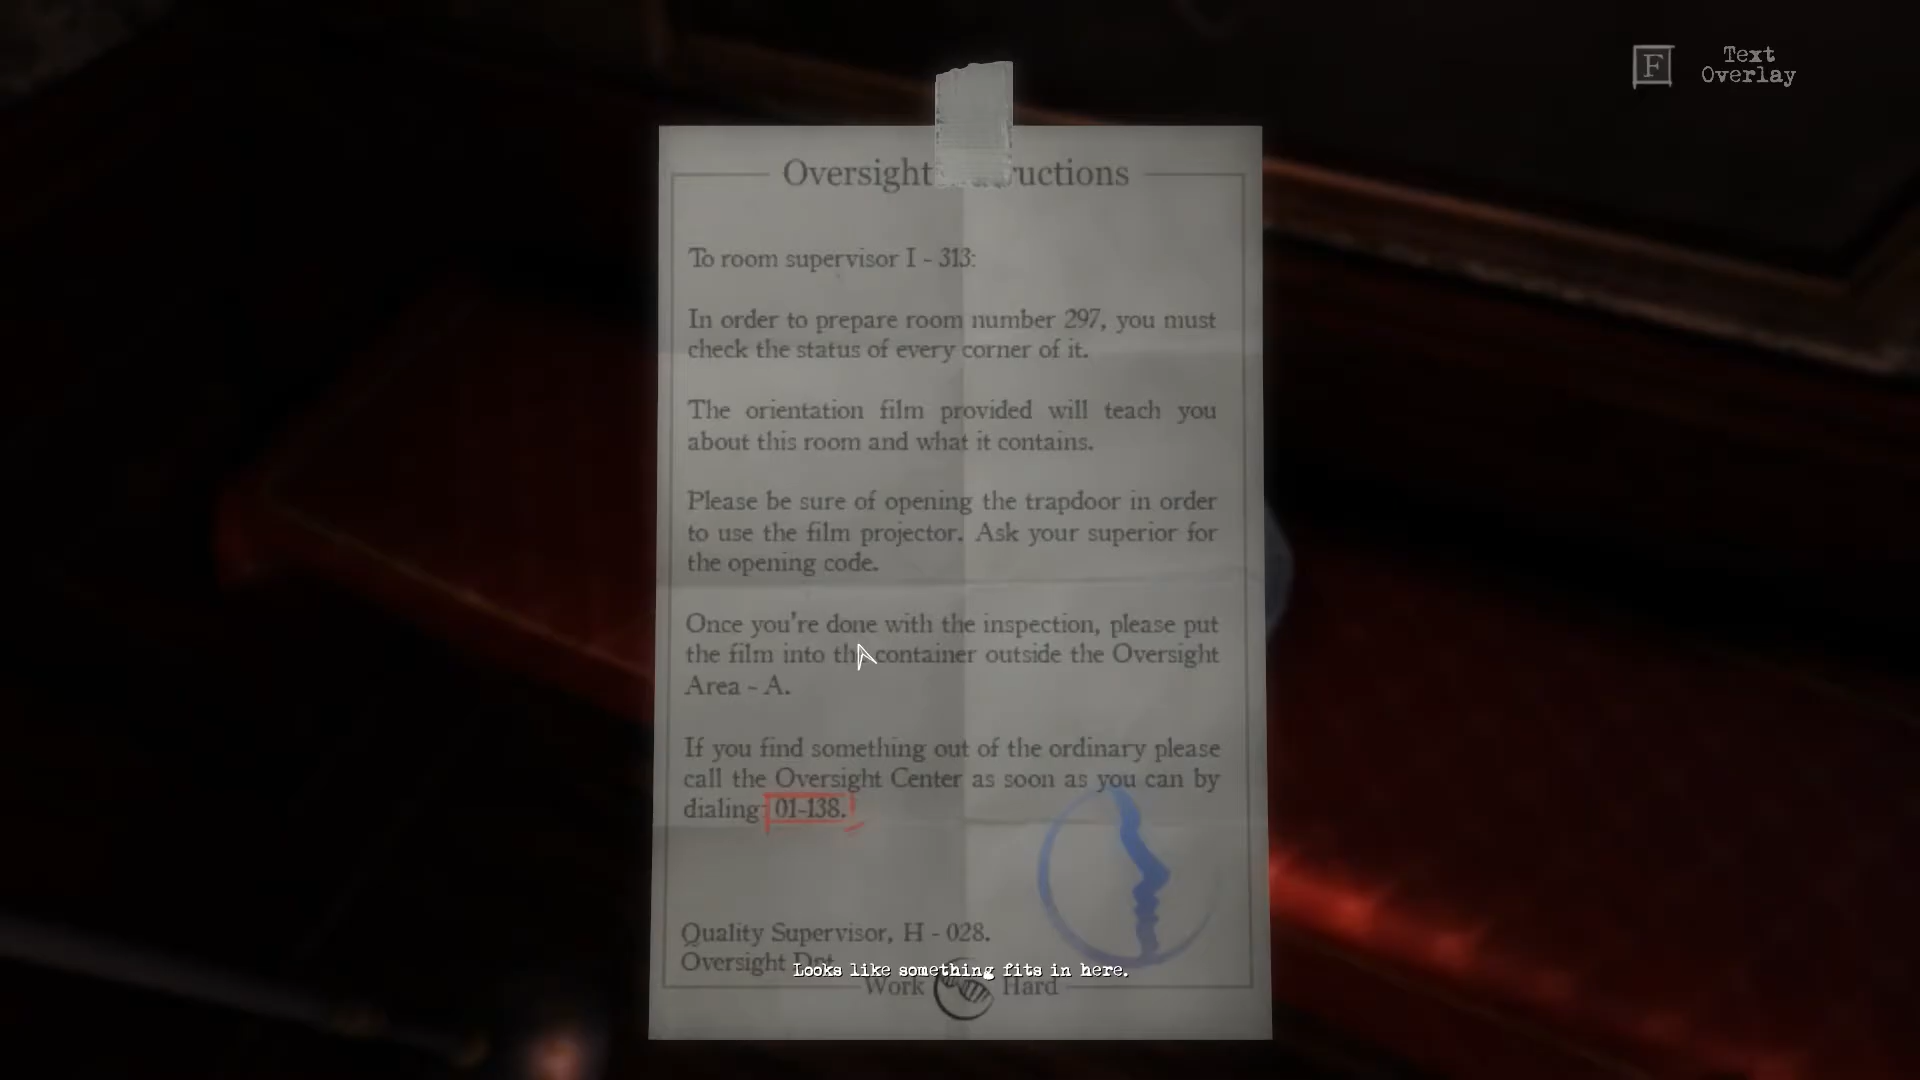 F Text
Overlay
Oversight ructions
To room supervisor I - 313:
In order to prepare room number 297, you must
check the status of every corner of it.
The orientation film provided will teach you
about this room and what it contains.
Please be sure of opening the trapdoor in order
to use the film projector. Ask your superior for
the opening code.
Once you're done with the inspection, please put
the film into the container outside the Oversight
Area - A.
If you find something out of the ordinary please
call the Oversight Center as soon as you can by
dialing: 01-138.
Quality Supervisor, H - 028.
Oversight Dpt.
Looks like something fits in here.
Work Hard